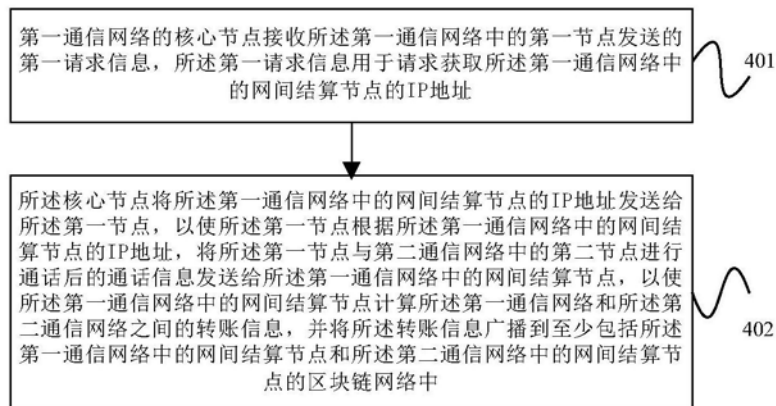 第一通信网络的核心节点接收所述第一通信网络中的第一节点发送的
第一请求信息，所述第一请求信息用于请求获取所述第一通信网络中
的网间结算节点的IP地址
401
所述核心节点将所述第一通信网络中的网间结算节点的IP地址发送给
所述第一节点，以使所述第一节点根据所述第一通信网络中的网间结
算节点的IP地址，将所述第一节点与第二通信网络中的第二节点进行
通话后的通话信息发送给所述第一通信网络中的网间结算节点，以使
所述第一通信网络中的网间结算节点计算所述第一通信网络和所述第
二通信网络之间的转账信息，并将所述转账信息广播到至少包括所述
第一通信网络中的网间结算节点和所述第二通信网络中的网间结算节
点的区块链网络中
402